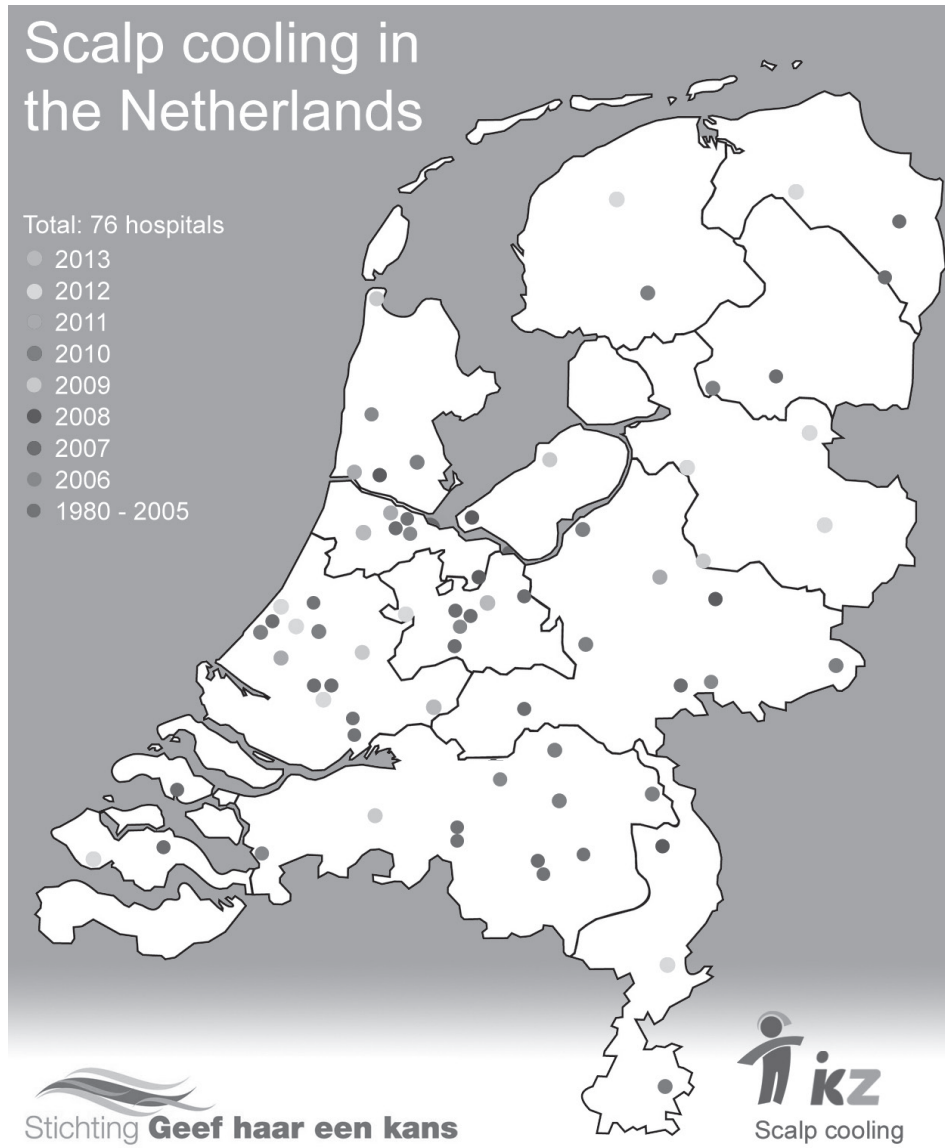 Scalp cooling in
the Netherlands
Total: 76 hospitals
2013
2012
2011
2010
2009
2008
2007
2006
1980 - 2005
Stichting Geef haar een kans
ikz
Scalp cooling